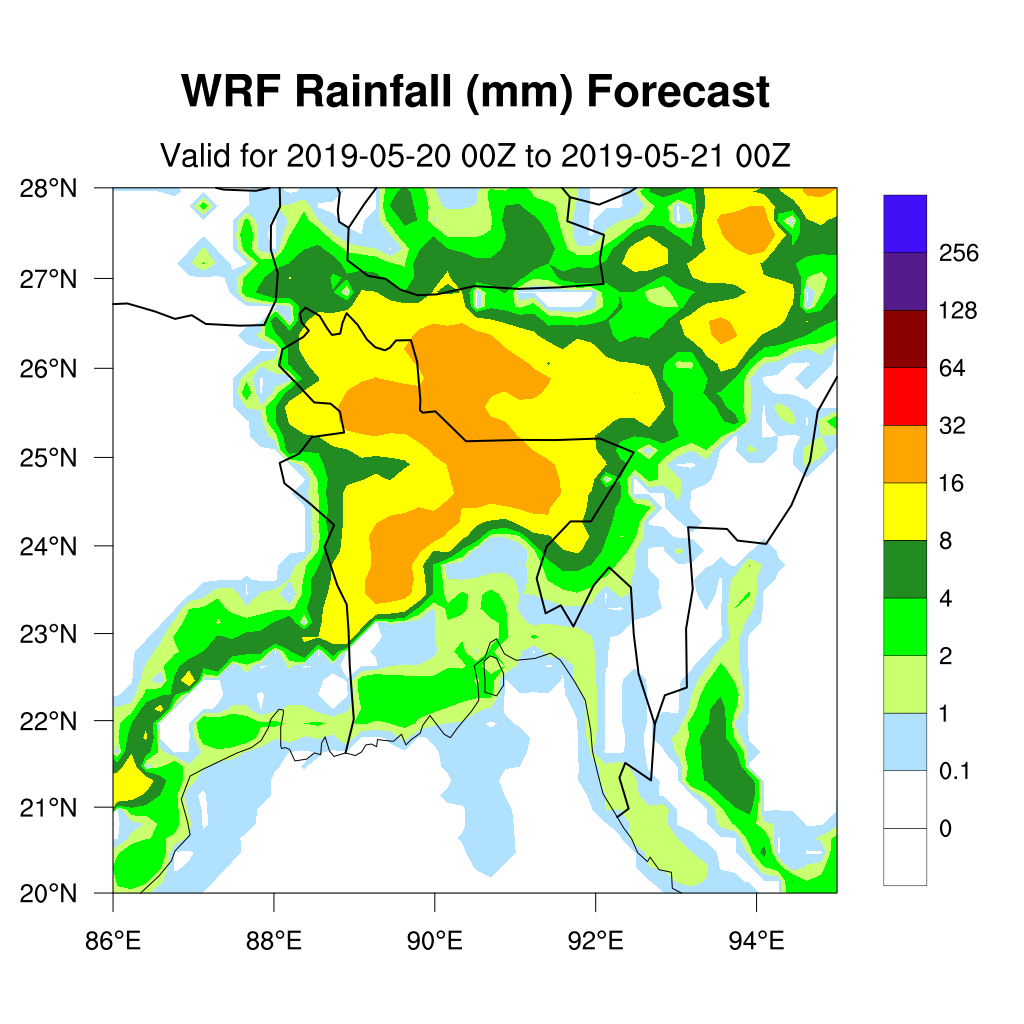 WRF Rainfall (mm) Forecast
Valid for 2019-05-20 00Z to 2019-05-21 00Z
28°N
27°N
26°N
25°N
24°N
23°N
22°N
21°N
20°N
86°E 88°E 90°E 92°E 94°E
256
128
64
32
16
8
4
2
1
0.1
0